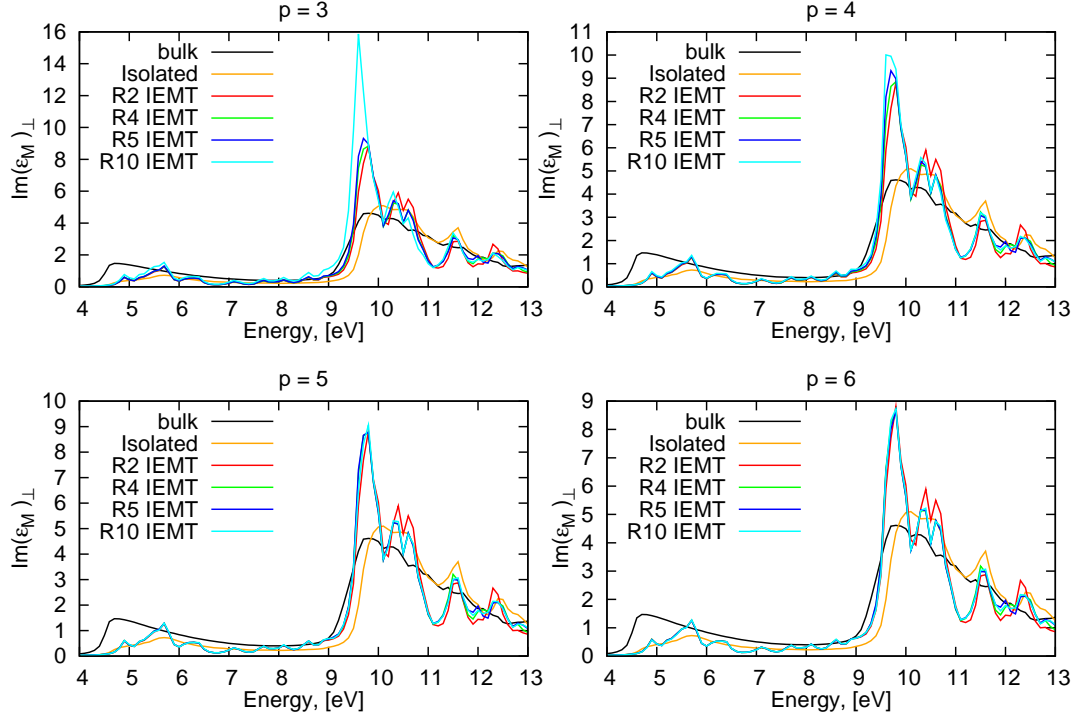 p = 3
16
14
12
10
8
6
4
2
0
Im(ε_M)_⊥
bulk
Isolated
R2 IEMT
R4 IEMT
R5 IEMT
R10 IEMT
4 5 6 7 8 9 10 11 12 13
Energy, [eV]
p = 4
11
10
9
8
7
6
5
4
3
2
1
0
Im(ε_M)_⊥
bulk
Isolated
R2 IEMT
R4 IEMT
R5 IEMT
R10 IEMT
4 5 6 7 8 9 10 11 12 13
Energy, [eV]
p = 5
10
9
8
7
6
5
4
3
2
1
0
Im(ε_M)_⊥
bulk
Isolated
R2 IEMT
R4 IEMT
R5 IEMT
R10 IEMT
4 5 6 7 8 9 10 11 12 13
Energy, [eV]
p = 6
9
8
7
6
5
4
3
2
1
0
Im(ε_M)_⊥
bulk
Isolated
R2 IEMT
R4 IEMT
R5 IEMT
R10 IEMT
4 5 6 7 8 9 10 11 12 13
Energy, [eV]